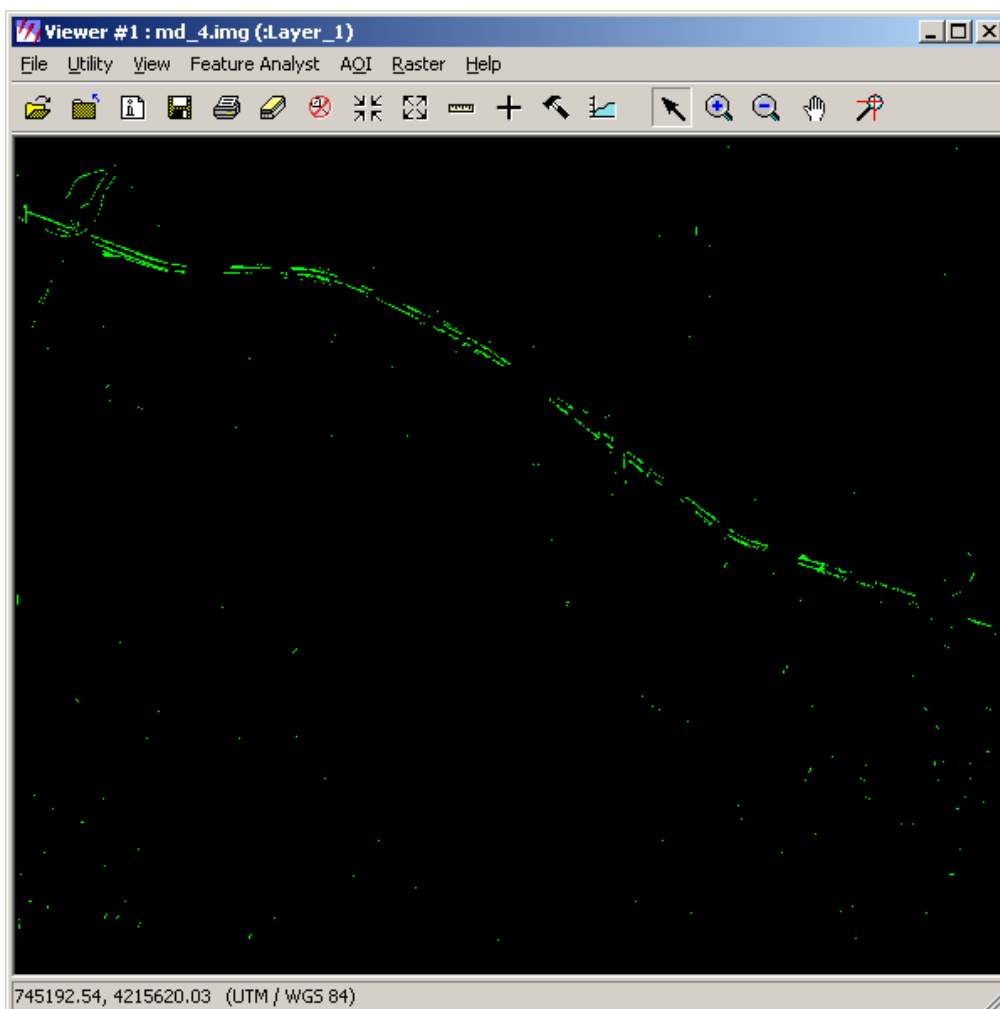 Viewer #1 : md_4.img (:Layer_1)
File Utility View Feature Analyst AOI Raster Help
745192.54, 4215620.03 (UTM / WGS 84)